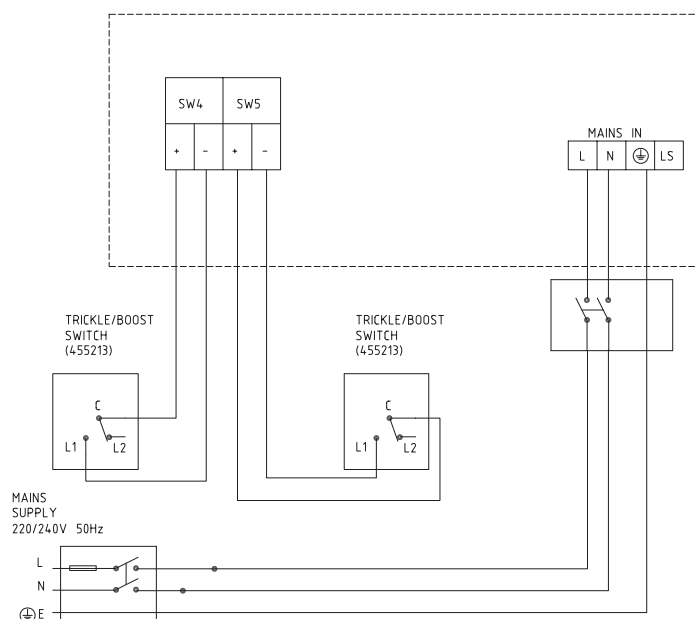 SW4 SW5
+ - + -
MAINS IN
L N LS
TRICKLE/BOOST
SWITCH
(455213)
C
L1 L2
TRICKLE/BOOST
SWITCH
(455213)
C
L1 L2
MAINS
SUPPLY
220/240V 50Hz
L
N
E